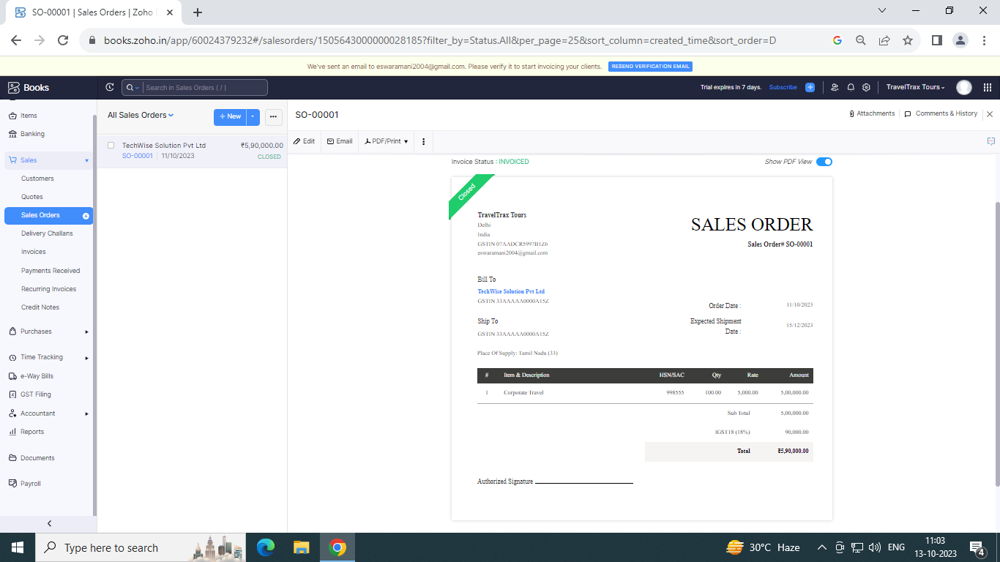 SO-00001 | Sales Orders | Zoho
books.zoho.in/app/60024379232#/salesorders/1505643000000028185?filter_by=Status.All&per_page=25&sort_column=created_time&sort_order=D
We've sent an email to eswaramani2004@gmail.com. Please verify it to start invoicing your clients. RESEND VERIFICATION EMAIL
Books
Search in Sales Orders ( / )
Trial expires in 7 days. Subscribe
TravelTrax Tours
Items
Banking
Sales
Customers
Quotes
Sales Orders
Delivery Challans
Invoices
Payments Received
Recurring Invoices
Credit Notes
Purchases
Time Tracking
e-Way Bills
GST Filing
Accountant
Reports
Documents
Payroll
All Sales Orders
+ New
TechWise Solution Pvt Ltd ₹5,90,000.00
SO-00001 | 11/10/2023 CLOSED
SO-00001
Attachments
Comments & History
Edit
Email
PDF/Print
Invoice Status : INVOICED
Show PDF View
Closed
TravelTrax Tours
Delhi
India
GSTIN 07AADCR5997B1Z6
eswaramani2004@gmail.com
SALES ORDER
Sales Order# SO-00001
Bill To
TechWise Solution Pvt Ltd
GSTIN 33AAAAA0000A15Z
Ship To
GSTIN 33AAAAA0000A15Z
Order Date : 11/10/2023
Expected Shipment
Date : 15/12/2023
Place Of Supply: Tamil Nadu (33)
# Item & Description HSN/SAC Qty Rate Amount
1 Corporate Travel 998555 100.00 5,000.00 5,00,000.00
Sub Total 5,00,000.00
IGST18 (18%) 90,000.00
Total ₹5,90,000.00
Authorized Signature
Type here to search
30°C Haze
ENG
11:03
13-10-2023
4